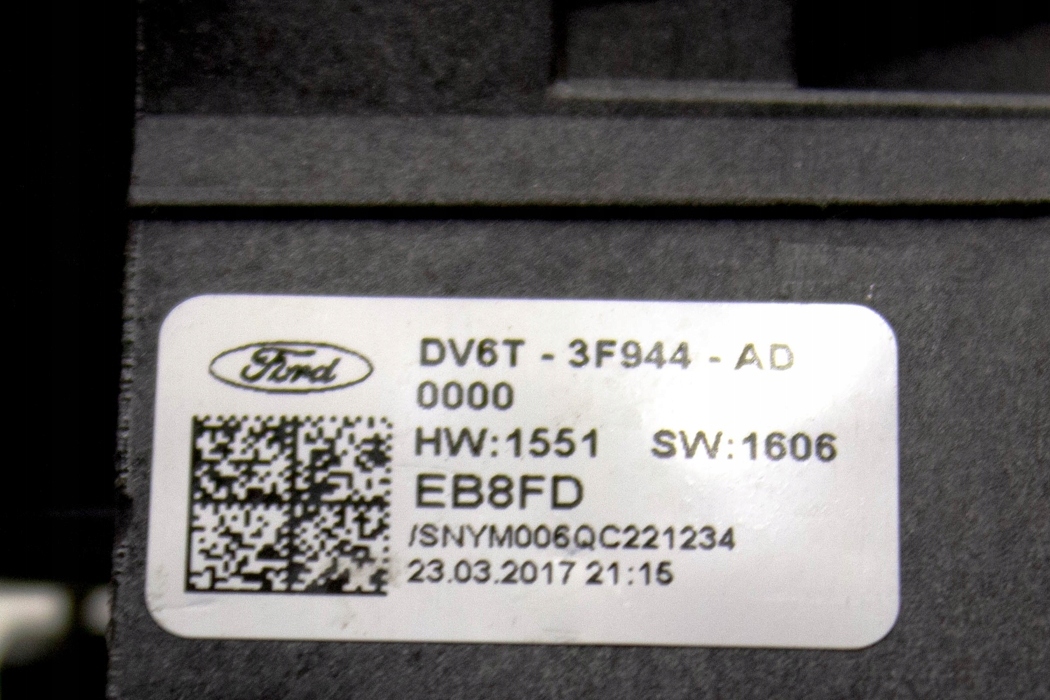 Ford
DV6T - 3F944 - AD
0000
HW:1551 SW:1606
EB8FD
/SNYM006QC221234
23.03.2017 21:15